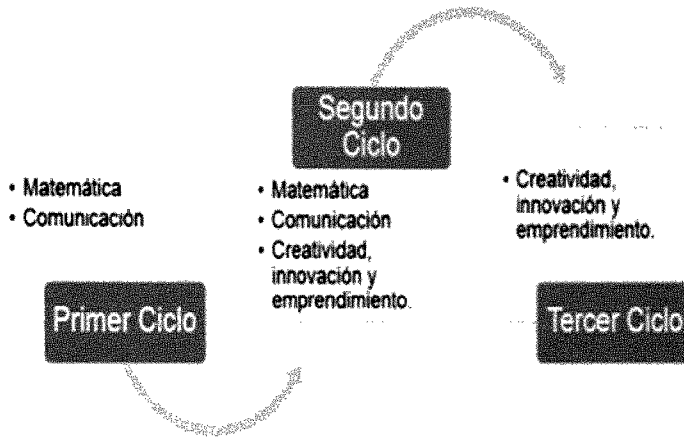 • Matemática
• Comunicación
Primer Ciclo
Segundo
Ciclo
• Matemática
• Comunicación
• Creatividad,
innovación y
emprendimiento.
• Creatividad,
innovación y
emprendimiento.
Tercer Ciclo